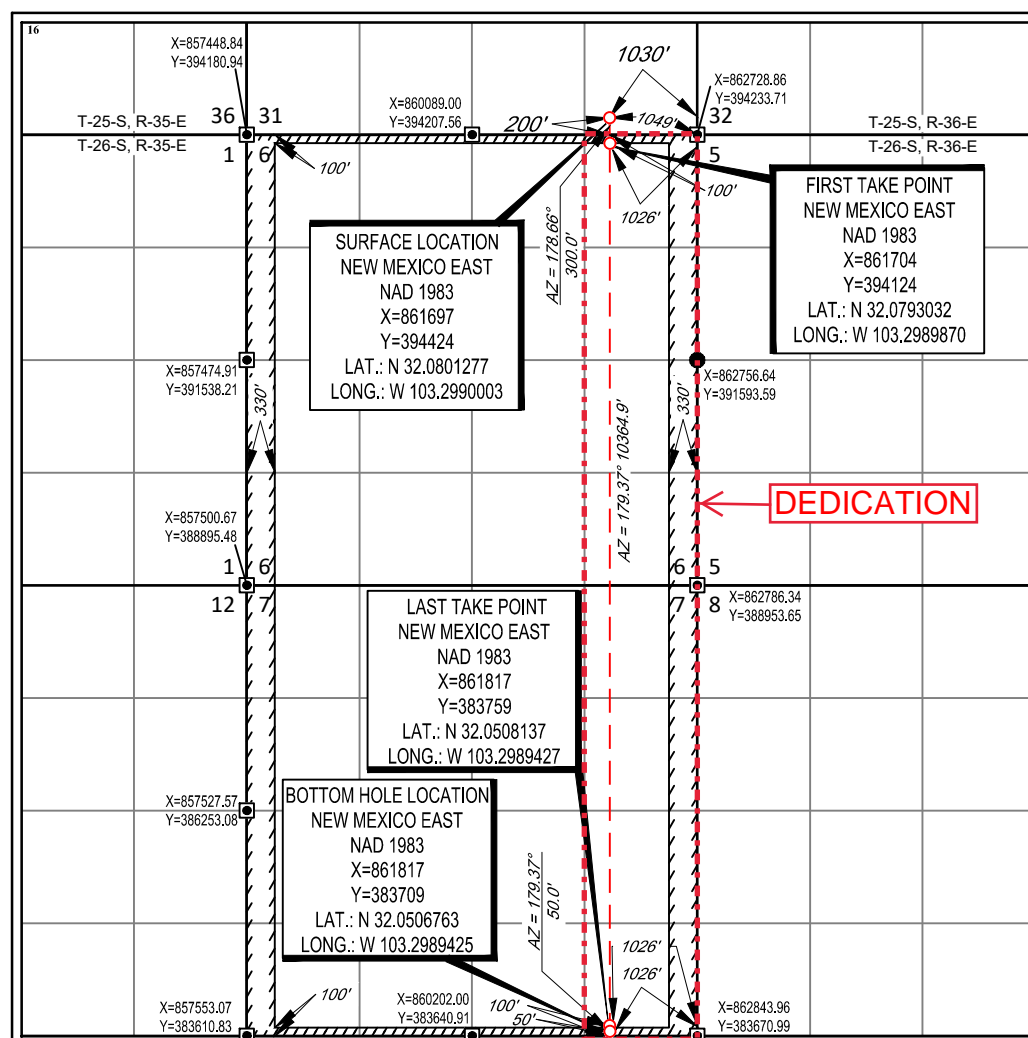 16
X=857448.84
Y=394180.94
1030'
X=862728.86
Y=394233.71
X=860089.00
Y=394207.56
36 31
200'
1049'
32
T-25-S, R-35-E
T-25-S, R-36-E
T-26-S, R-35-E
T-26-S, R-36-E
1 6
5
100'
100'
1026'
AZ = 178.66°
300.0'
SURFACE LOCATION
NEW MEXICO EAST
NAD 1983
X=861697
Y=394424
LAT.: N 32.0801277
LONG.: W 103.2990003
FIRST TAKE POINT
NEW MEXICO EAST
NAD 1983
X=861704
Y=394124
LAT.: N 32.0793032
LONG.: W 103.2989870
X=857474.91
Y=391538.21
X=862756.64
Y=391593.59
330'
330'
AZ = 179.37° 10364.9'
DEDICATION
X=857500.67
Y=388895.48
1 6
6 5
12 7
7 8
X=862786.34
Y=388953.65
LAST TAKE POINT
NEW MEXICO EAST
NAD 1983
X=861817
Y=383759
LAT.: N 32.0508137
LONG.: W 103.2989427
X=857527.57
Y=386253.08
BOTTOM HOLE LOCATION
NEW MEXICO EAST
NAD 1983
X=861817
Y=383709
LAT.: N 32.0506763
LONG.: W 103.2989425
AZ = 179.37°
50.0'
1026'
1026'
X=857553.07
Y=383610.83
100'
X=860202.00
Y=383640.91
100'
50'
X=862843.96
Y=383670.99